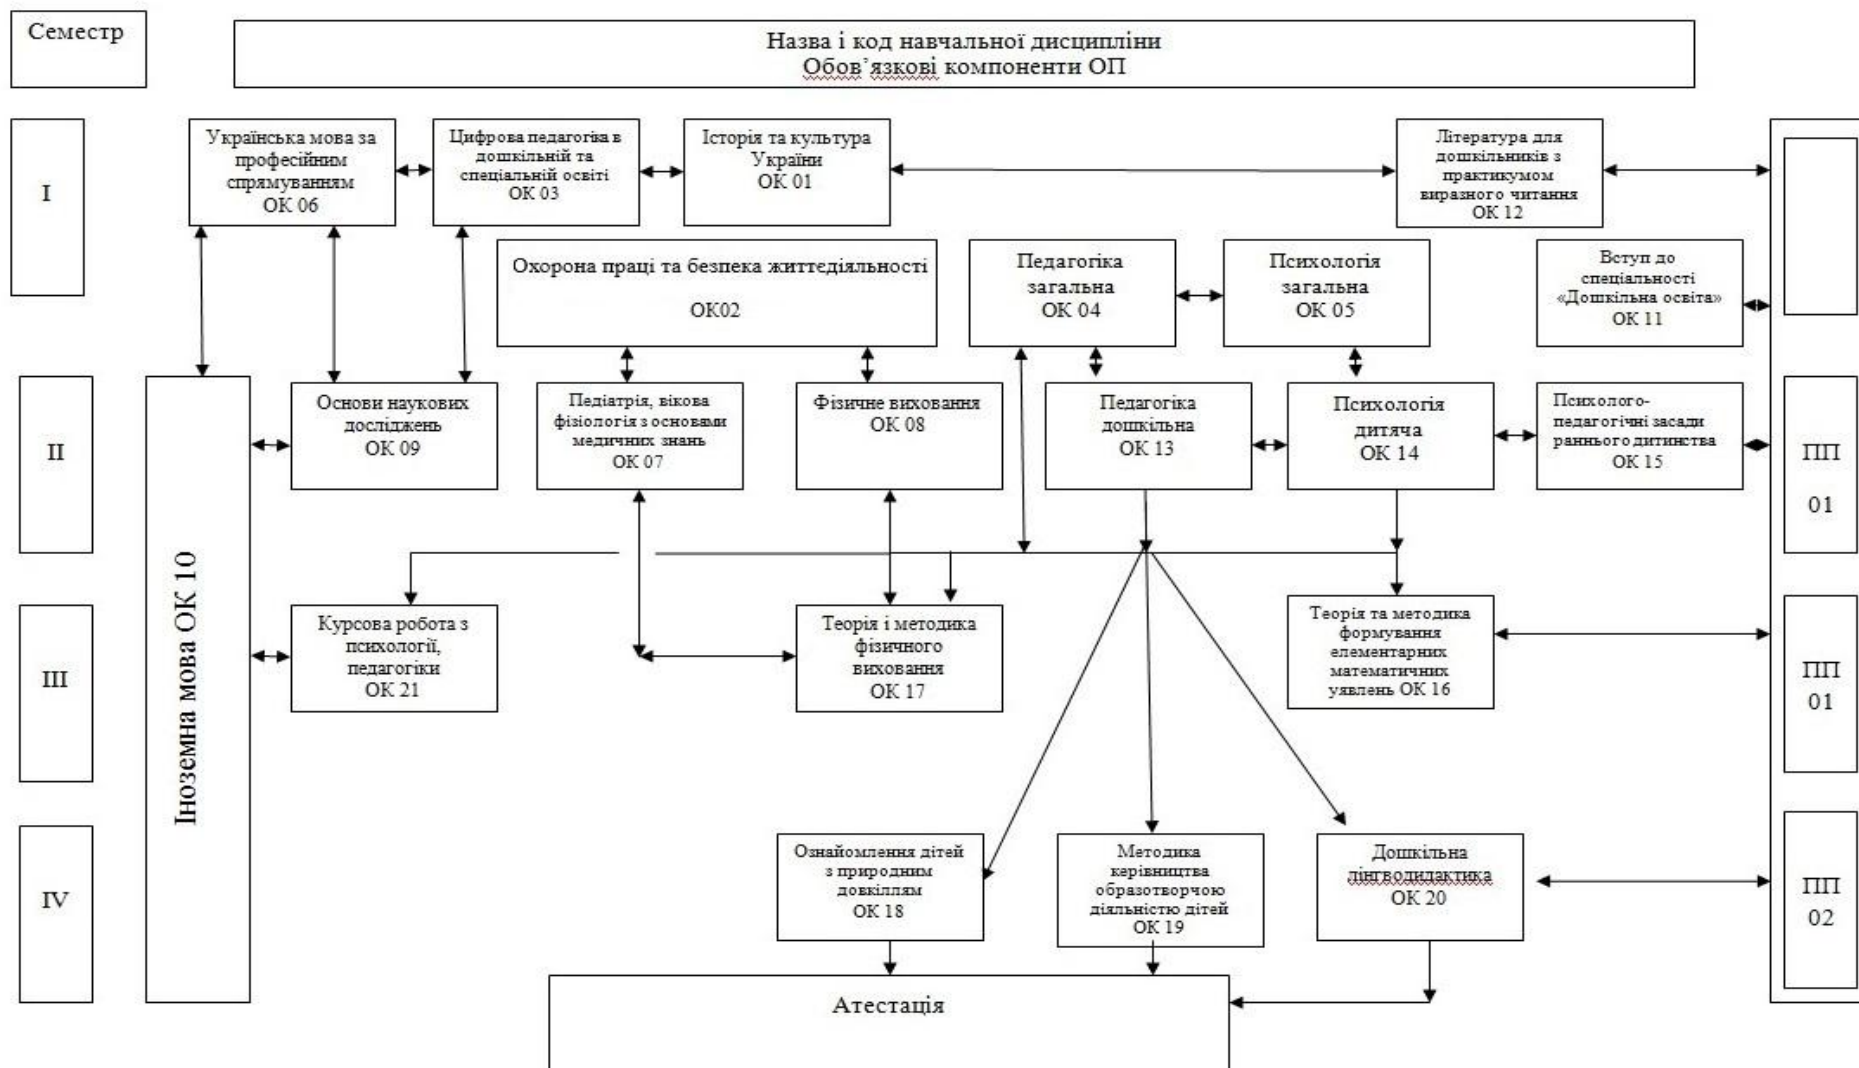 Семестр
Назва і код навчальної дисципліни
Обов’язкові компоненти ОП
I
Українська мова за
професійним
спрямуванням
ОК 06
Цифрова педагогіка в
дошкільній та
спеціальній освіті
ОК 03
Історія та культура
України
ОК 01
Література для
дошкільників з
практикумом
виразного читання
ОК 12
Охорона праці та безпека життєдіяльності
ОК02
Педагогіка
загальна
ОК 04
Психологія
загальна
ОК 05
Вступ до
спеціальності
«Дошкільна освіта»
ОК 11
II
Іноземна мова ОК 10
Основи наукових
досліджень
ОК 09
Педіатрія, вікова
фізіологія з основами
медичних знань
ОК 07
Фізичне виховання
ОК 08
Педагогіка
дошкільна
ОК 13
Психологія
дитяча
ОК 14
Психолого-
педагогічні засади
раннього дитинства
ОК 15
ПП
01
III
Курсова робота з
психології,
педагогіки
ОК 21
Теорія і методика
фізичного
виховання
ОК 17
Теорія та методика
формування
елементарних
математичних
уявлень ОК 16
ПП
01
IV
Ознайомлення дітей
з природним
довкіллям
ОК 18
Методика
керівництва
образотворчою
діяльністю дітей
ОК 19
Дошкільна
лінгводидактика
ОК 20
ПП
02
Атестація